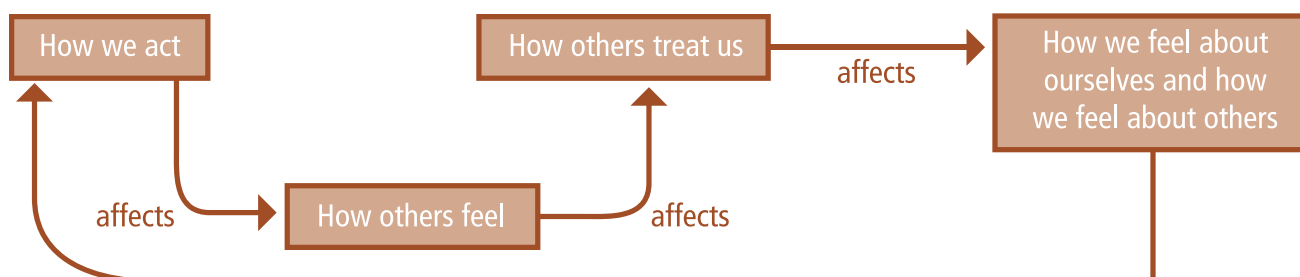 How we act
affects
How others feel
affects
How others treat us
affects
How we feel about
ourselves and how
we feel about others